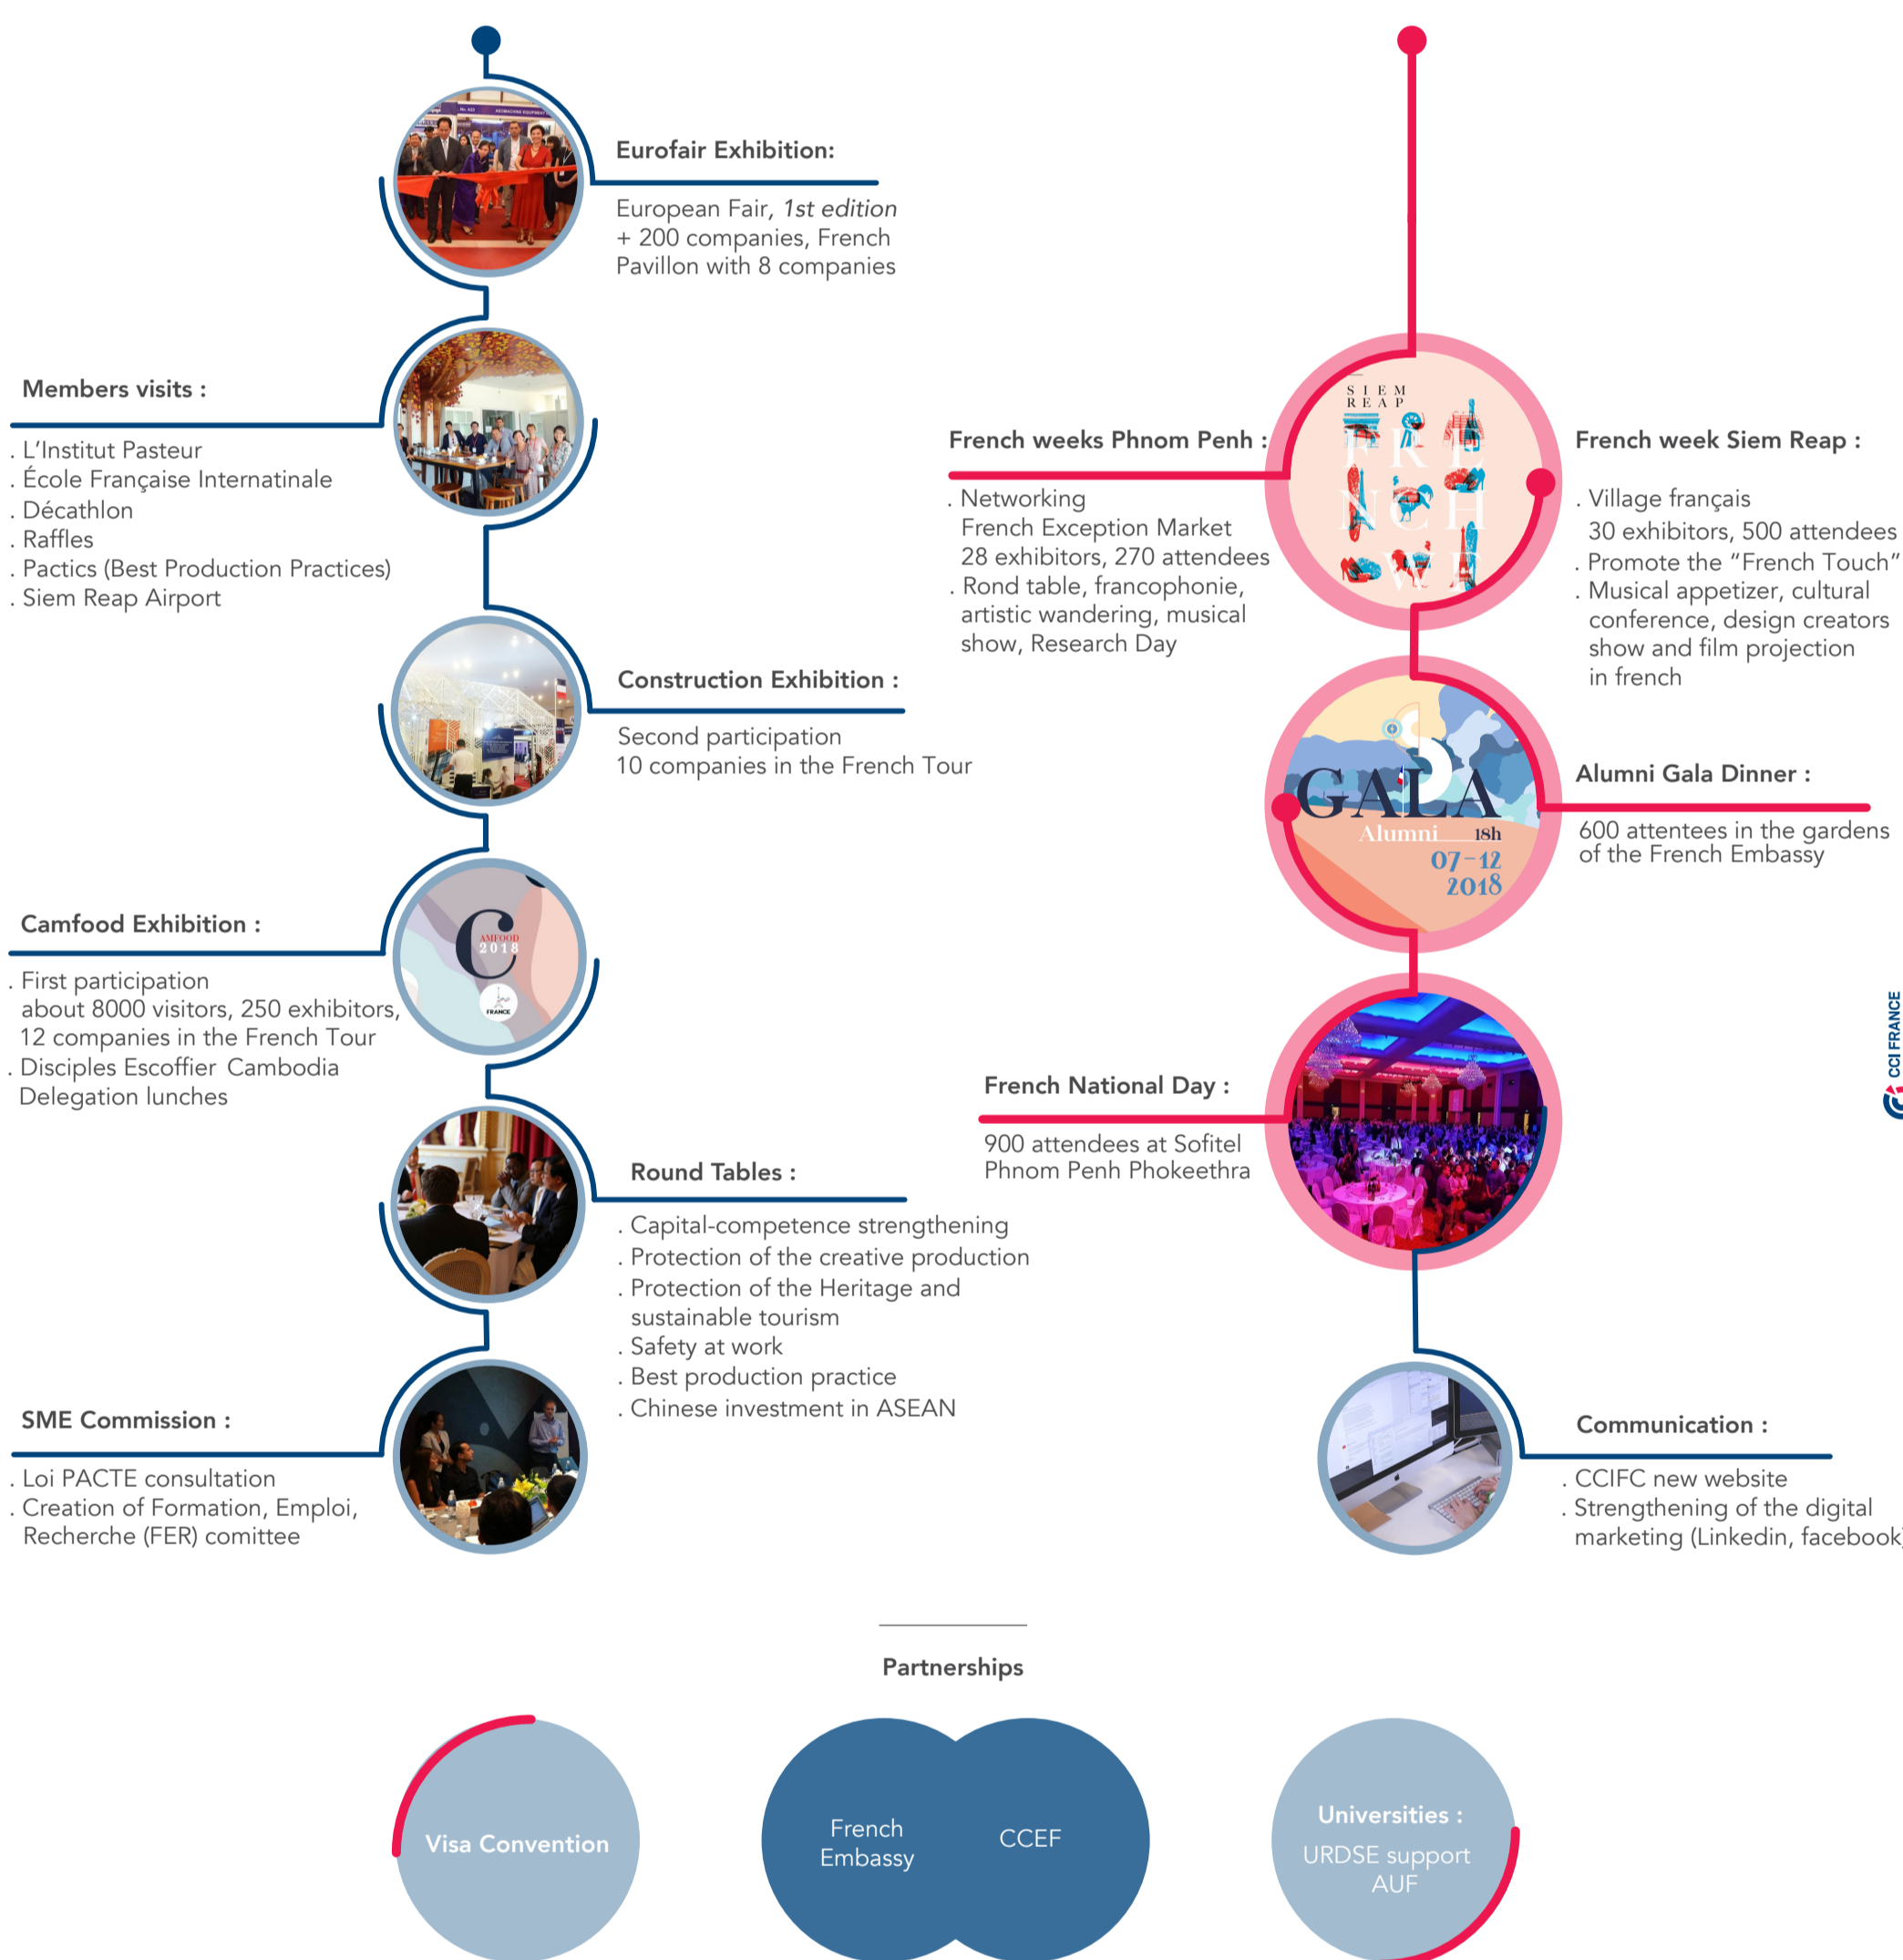 Eurofair Exhibition:
European Fair, 1st edition
+ 200 companies, French
Pavillon with 8 companies
Members visits :
. L'Institut Pasteur
. École Française Internatinale
. Décathlon
. Raffles
. Pactics (Best Production Practices)
. Siem Reap Airport
Construction Exhibition :
Second participation
10 companies in the French Tour
Camfood Exhibition :
. First participation
about 8000 visitors, 250 exhibitors,
12 companies in the French Tour
. Disciples Escoffier Cambodia
Delegation lunches
C
AMFOOD
2018
FRANCE
Round Tables :
. Capital-competence strengthening
. Protection of the creative production
. Protection of the Heritage and
sustainable tourism
. Safety at work
. Best production practice
. Chinese investment in ASEAN
SME Commission :
. Loi PACTE consultation
. Creation of Formation, Emploi,
Recherche (FER) comittee
French weeks Phnom Penh :
. Networking
French Exception Market
28 exhibitors, 270 attendees
. Rond table, francophonie,
artistic wandering, musical
show, Research Day
SIEM
REAP
FRE
NCH
WE
French week Siem Reap :
. Village français
30 exhibitors, 500 attendees
. Promote the “French Touch”
. Musical appetizer, cultural
conference, design creators
show and film projection
in french
GALA
Alumni 18h
07-12
2018
Alumni Gala Dinner :
600 attentees in the gardens
of the French Embassy
French National Day :
900 attendees at Sofitel
Phnom Penh Phokeethra
CCI FRANCE
Communication :
. CCIFC new website
. Strengthening of the digital
marketing (Linkedin, facebook)
Partnerships
Visa Convention
French
Embassy
CCEF
Universities :
URDSE support
AUF